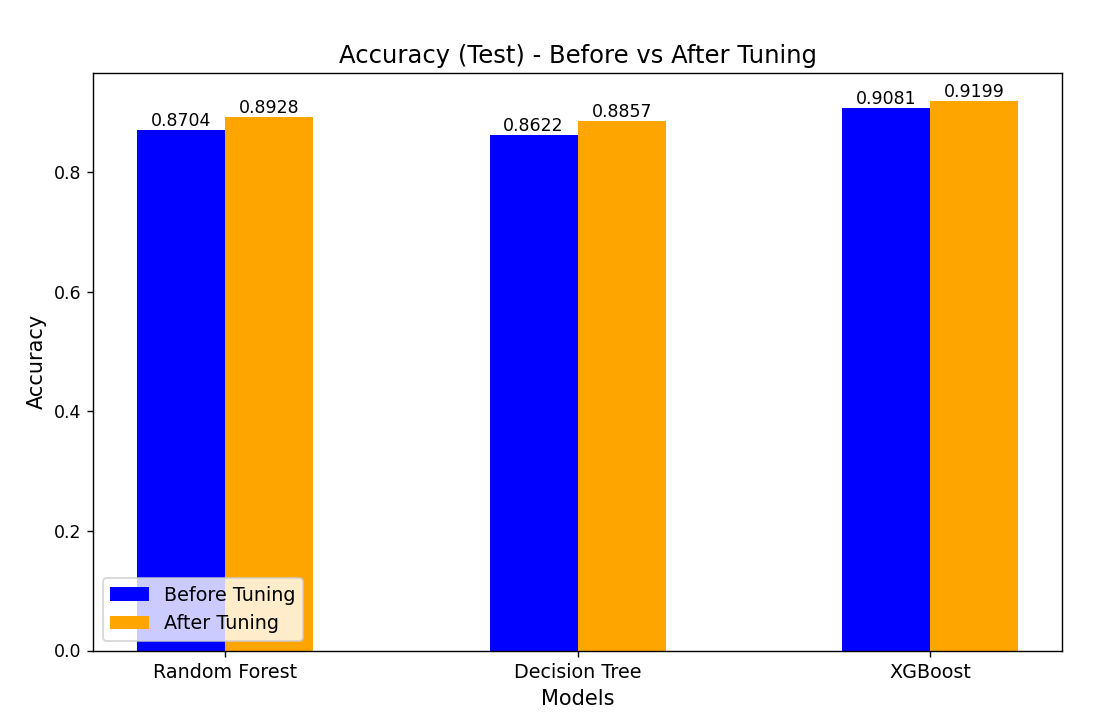 Accuracy (Test) - Before vs After Tuning
0.8704
0.8928
0.8622
0.8857
0.9081
0.9199
0.8
0.6
0.4
0.2
0.0
Accuracy
Before Tuning
After Tuning
Random Forest
Decision Tree
XGBoost
Models